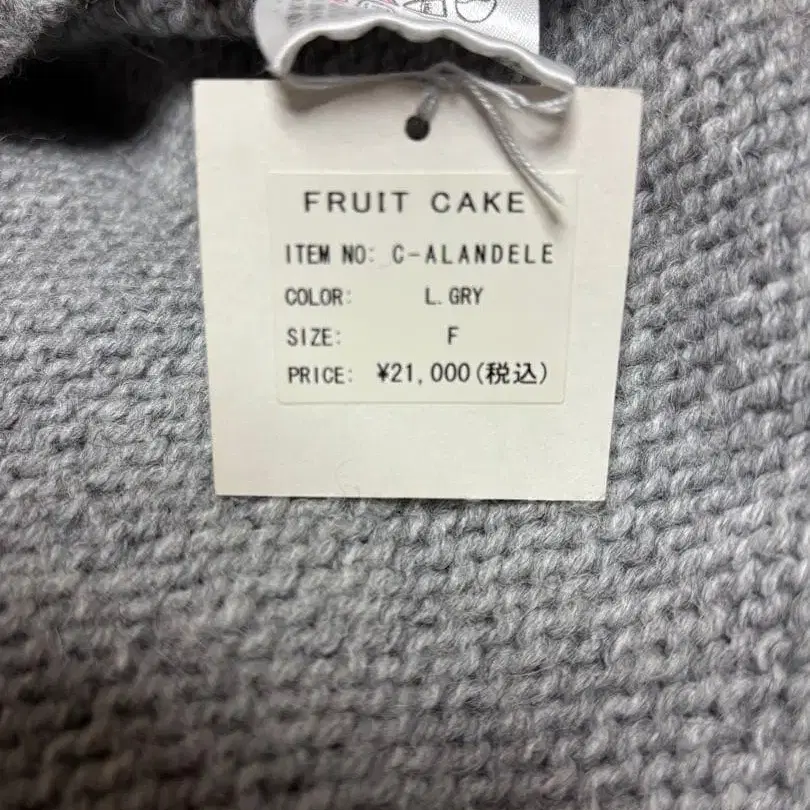 FRUIT CAKE
ITEM NO: C-ALANDELE
COLOR: L.GRY
SIZE: F
PRICE: ¥21,000(税込)